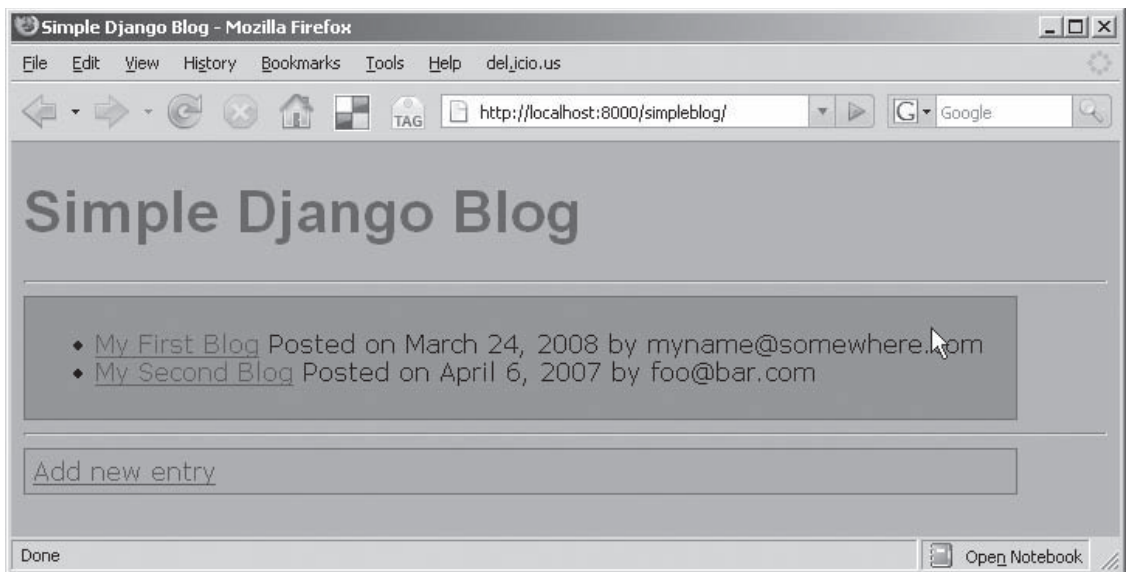 Simple Django Blog - Mozilla Firefox
File Edit View History Bookmarks Tools Help del.icio.us
TAG http://localhost:8000/simpleblog/ G Google
Simple Django Blog
• My First Blog Posted on March 24, 2008 by myname@somewhere.com
• My Second Blog Posted on April 6, 2007 by foo@bar.com
Add new entry
Done Open Notebook